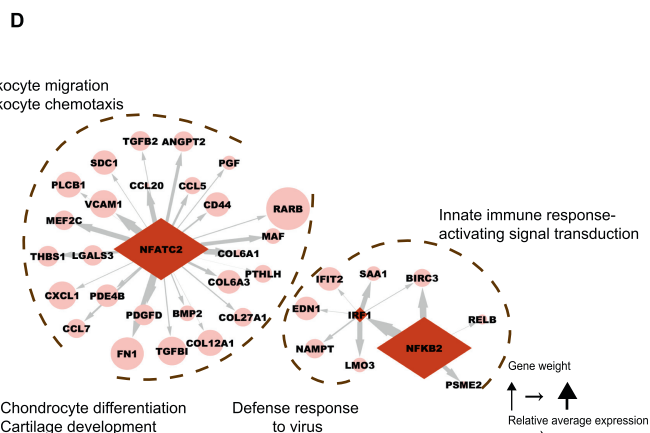 D
kocyte migration
kocyte chemotaxis
TGFB2 ANGPT2
SDC1
PGF
PLCB1
CCL20
CCL5
VCAM1
CD44
RARB
MEF2C
MAF
NFATC2
THBS1
LGALS3
COL6A1
PTHLH
COL6A3
CXCL1
PDE4B
PDGFD
BMP2
COL27A1
CCL7
FN1
TGFBI
COL12A1
Chondrocyte differentiation
Cartilage development
Innate immune response-
activating signal transduction
IFIT2
SAA1
BIRC3
EDN1
IRF1
RELB
NAMPT
NFKB2
LMO3
PSME2
Defense response
to virus
Gene weight
Relative average expression